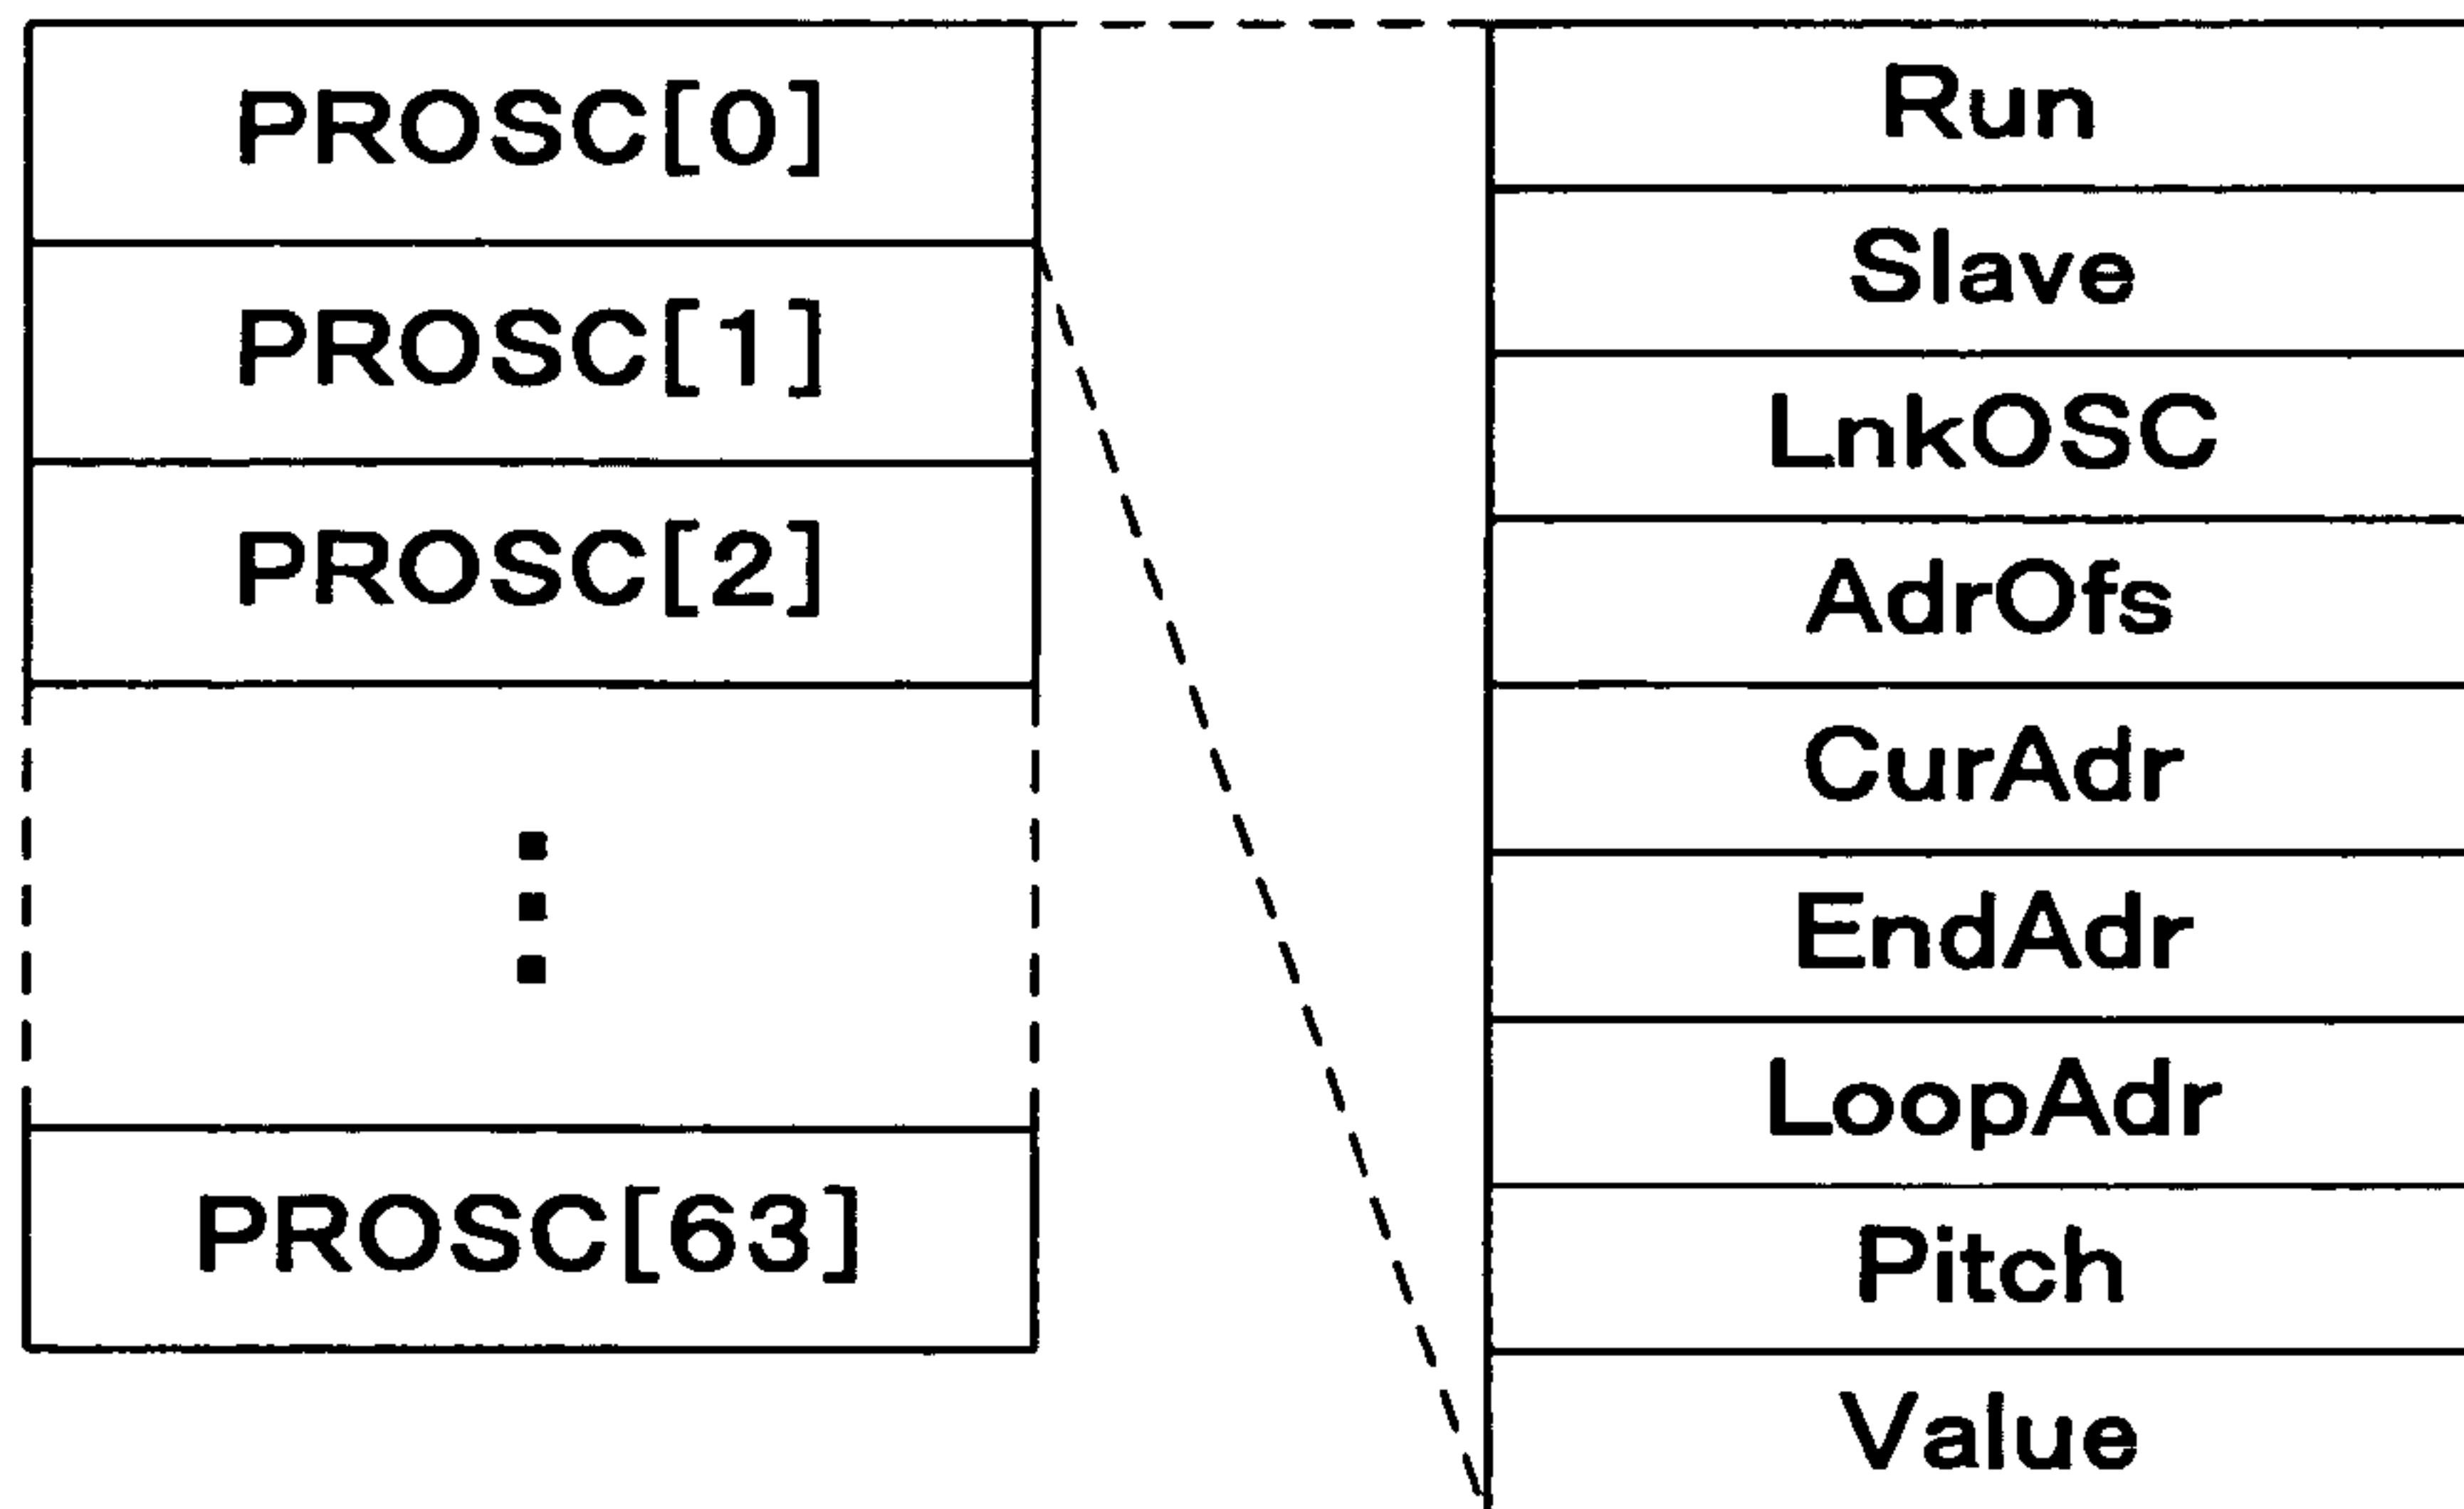 PROSC[0]
PROSC[1]
PROSC[2]
PROSC[63]
Run
Slave
LnkOSC
AdrOfs
CurAdr
EndAdr
LoopAdr
Pitch
Value